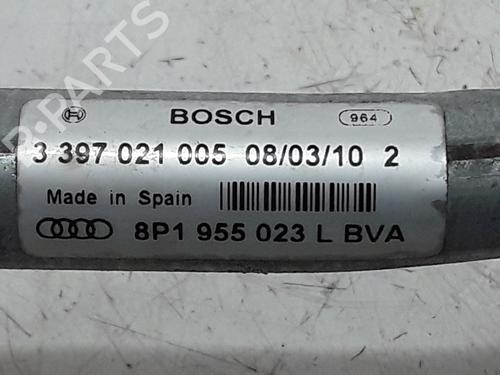 B-PARTS
BOSCH 964
3 397 021 005 08/03/10 2
Made in Spain
8P1 955 023 L BVA